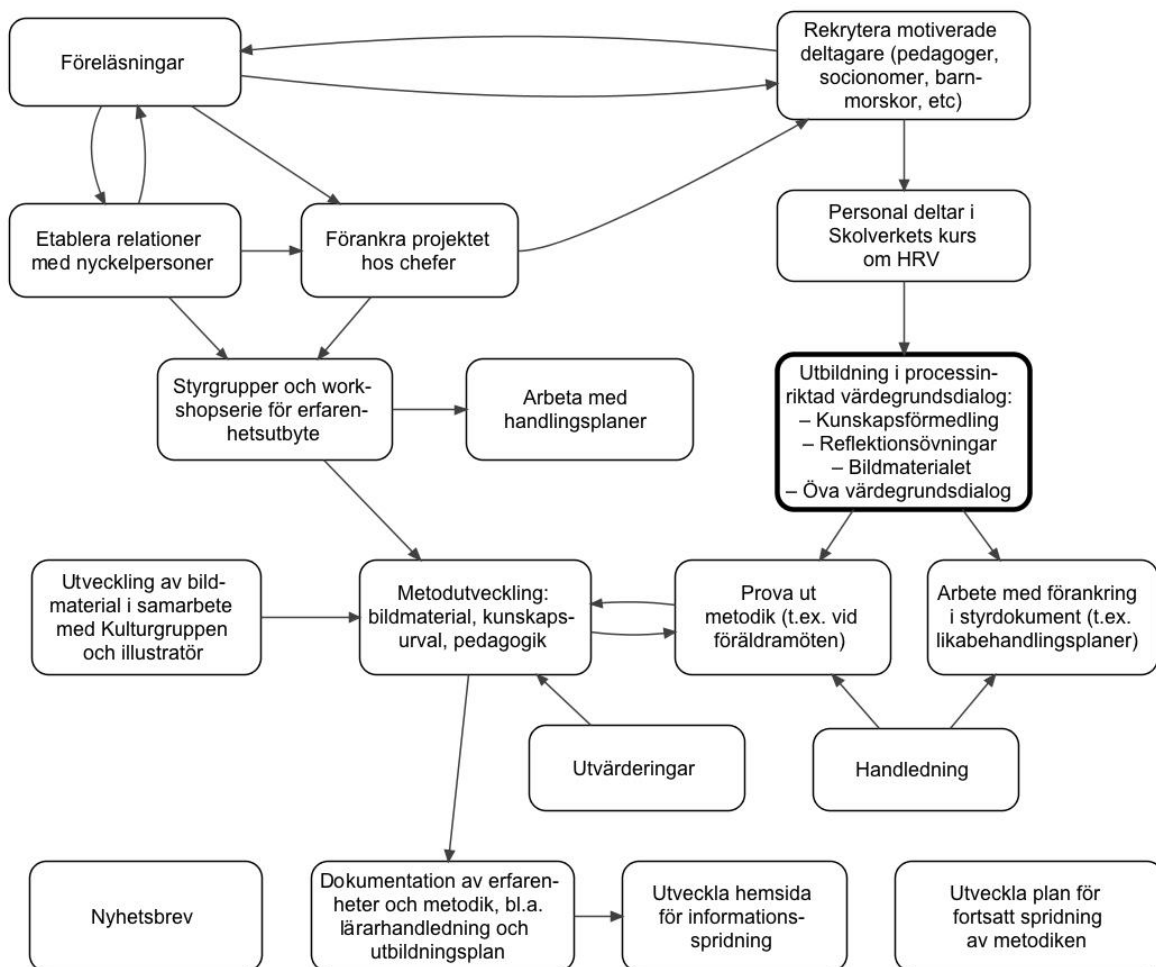 Föreläsningar
Rekrytera motiverade
deltagare (pedagoger,
socionomer, barn-
morskor, etc)
Etablera relationer
med nyckelpersoner
Förankra projektet
hos chefer
Personal deltar i
Skolverkets kurs
om HRV
Styrgrupper och work-
shopserie för erfaren-
hetsutbyte
Arbeta med
handlingsplaner
Utbildning i processin-
riktad värdegrundsdialog:
– Kunskapsförmedling
– Reflektionsövningar
– Bildmaterialet
– Öva värdegrundsdialog
Utveckling av bild-
material i samarbete
med Kulturgruppen
och illustratör
Metodutveckling:
bildmaterial, kunskaps-
urval, pedagogik
Prova ut
metodik (t.ex. vid
föräldramöten)
Arbete med förankring
i styrdokument (t.ex.
likabehandlingsplaner)
Utvärderingar
Handledning
Nyhetsbrev
Dokumentation av erfaren-
heter och metodik, bl.a.
lärarhandledning och
utbildningsplan
Utveckla hemsida
för informations-
spridning
Utveckla plan för
fortsatt spridning
av metodiken